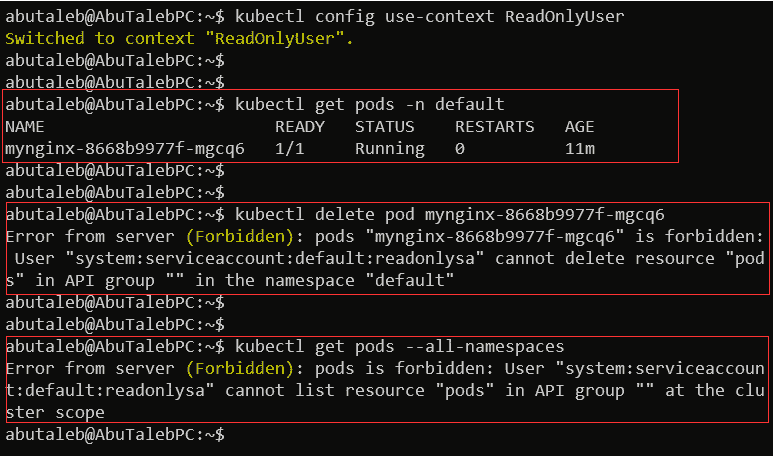 abutaleb@AbuTalebPC:~$ kubectl config use-context ReadOnlyUser
Switched to context "ReadOnlyUser".
abutaleb@AbuTalebPC:~$
abutaleb@AbuTalebPC:~$
abutaleb@AbuTalebPC:~$ kubectl get pods -n default
NAME                       READY   STATUS    RESTARTS   AGE
mynginx-8668b9977f-mgcq6   1/1     Running   0          11m
abutaleb@AbuTalebPC:~$
abutaleb@AbuTalebPC:~$
abutaleb@AbuTalebPC:~$ kubectl delete pod mynginx-8668b9977f-mgcq6
Error from server (Forbidden): pods "mynginx-8668b9977f-mgcq6" is forbidden:
 User "system:serviceaccount:default:readonlysa" cannot delete resource "pod
s" in API group "" in the namespace "default"
abutaleb@AbuTalebPC:~$
abutaleb@AbuTalebPC:~$
abutaleb@AbuTalebPC:~$ kubectl get pods --all-namespaces
Error from server (Forbidden): pods is forbidden: User "system:serviceaccoun
t:default:readonlysa" cannot list resource "pods" in API group "" at the clu
ster scope
abutaleb@AbuTalebPC:~$